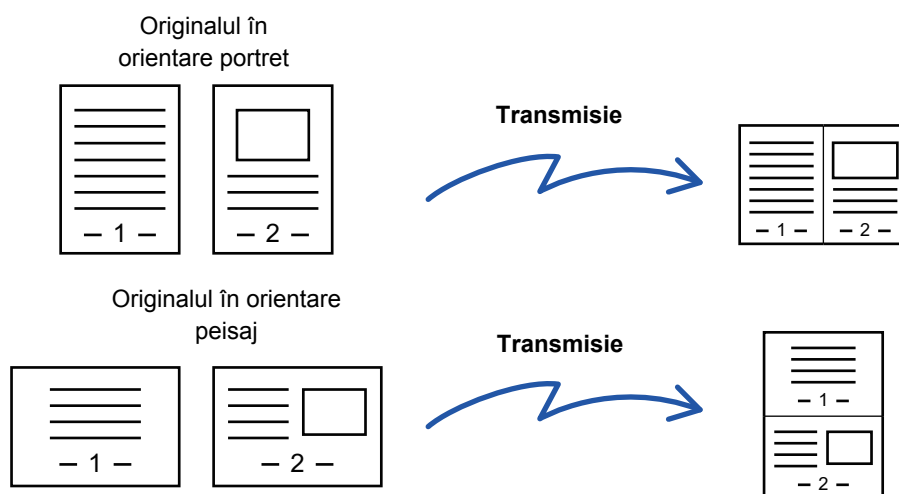 Originalul în
orientare portret
Transmisie
– 1 –
– 2 –
– 1 –
– 2 –
Originalul în orientare
peisaj
Transmisie
– 1 –
– 2 –
– 1 –
– 2 –